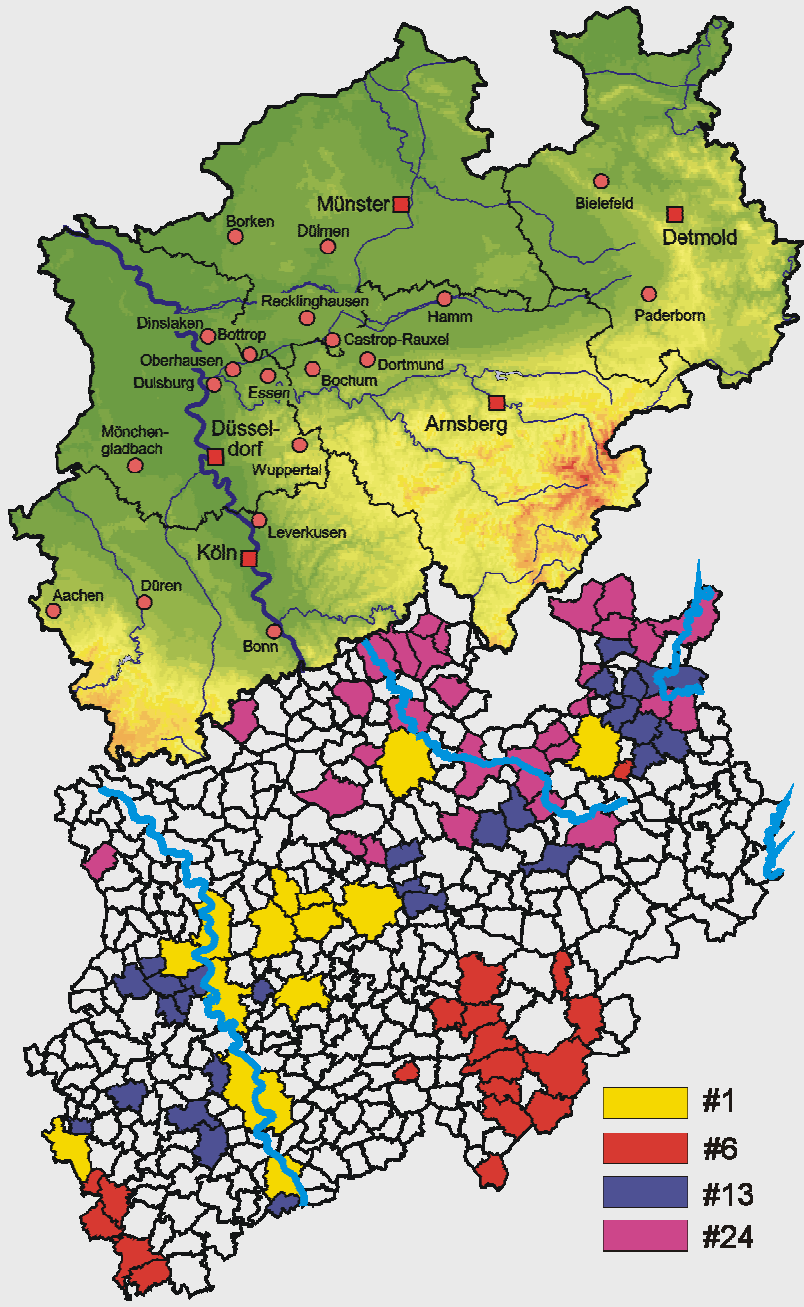 Münster
Bielefeld
Detmold
Borken
Dülmen
Recklinghausen
Hamm
Paderborn
Dinslaken
Bottrop
Castrop-Rauxel
Oberhausen
Dortmund
Duisburg
Essen
Bochum
Arnsberg
Mönchen-
gladbach
Düssel-
dorf
Wuppertal
Leverkusen
Köln
Aachen
Düren
Bonn
#1
#6
#13
#24